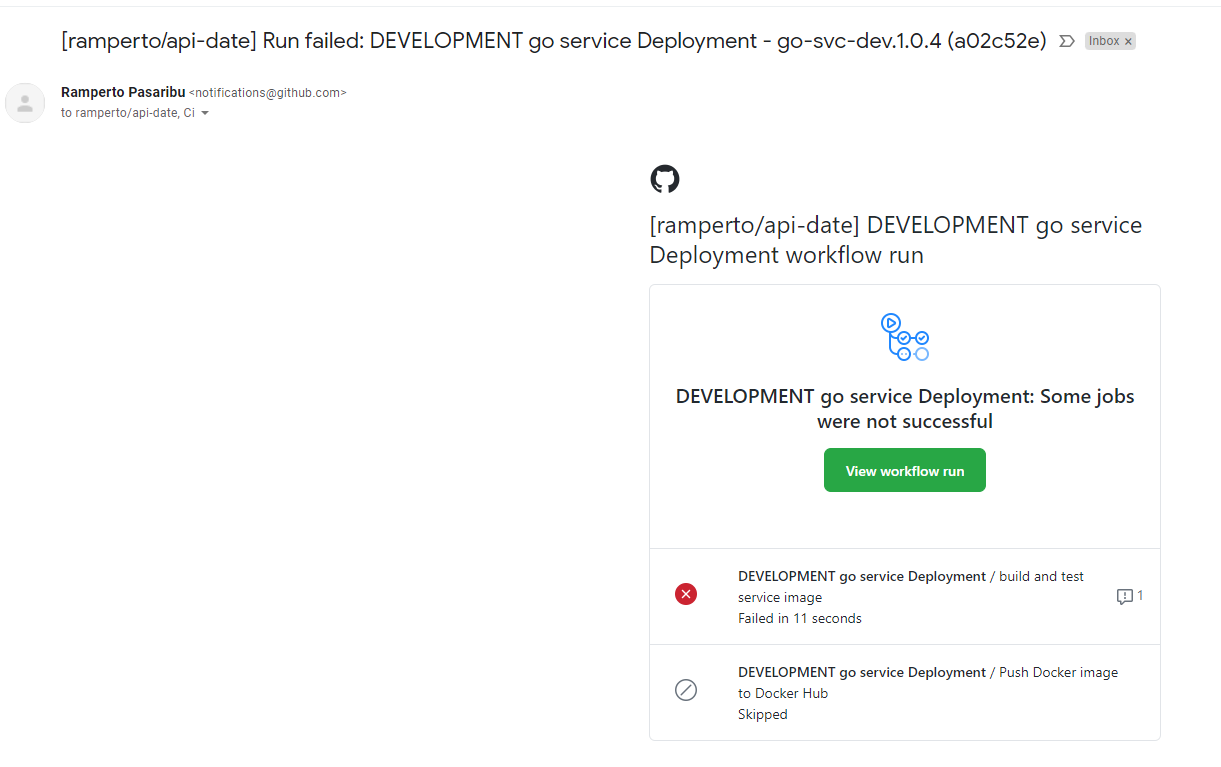 [ramperto/api-date] Run failed: DEVELOPMENT go service Deployment - go-svc-dev.1.0.4 (a02c52e) Inbox ×
Ramperto Pasaribu <notifications@github.com>
to ramperto/api-date, Ci
[ramperto/api-date] DEVELOPMENT go service
Deployment workflow run
DEVELOPMENT go service Deployment: Some jobs
were not successful
View workflow run
DEVELOPMENT go service Deployment / build and test
service image
Failed in 11 seconds
1
DEVELOPMENT go service Deployment / Push Docker image
to Docker Hub
Skipped